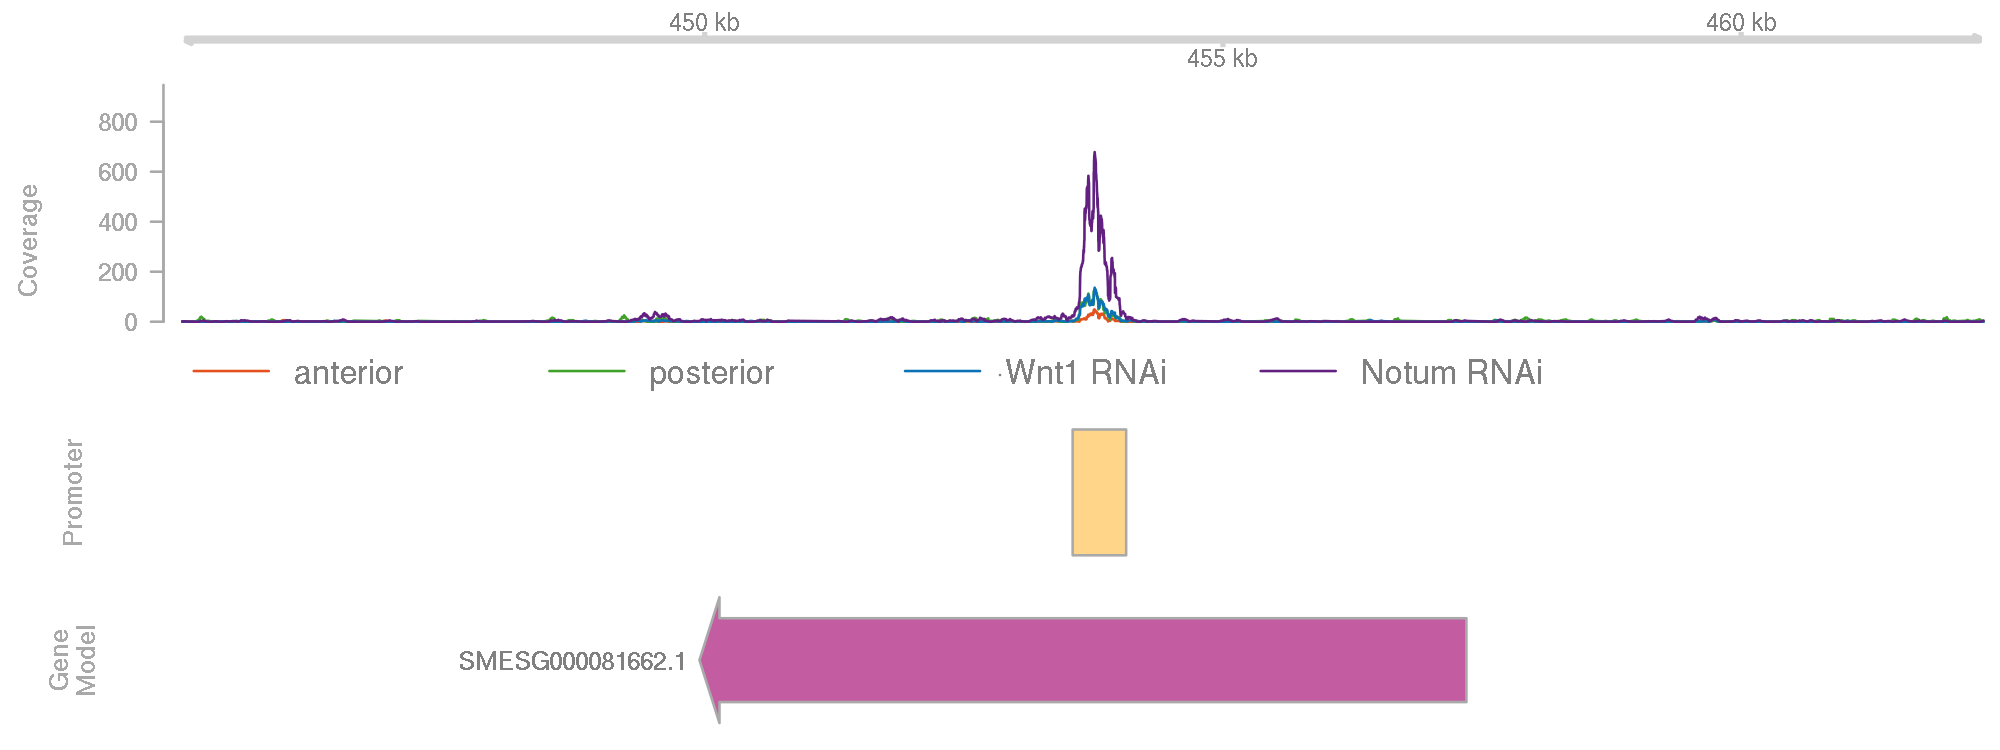 450 kb
460 kb
455 kb
Coverage
800
600
400
200
0
anterior posterior Wnt1 RNAi Notum RNAi
Promoter
Gene
Model
SMESG000081662.1